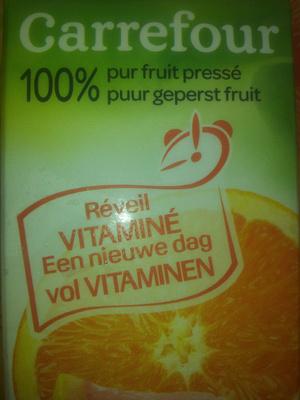 Carrefour
100% pur fruit pressé
puur geperst fruit
Réveil
VITAMINÉ
Een nieuwe dag
vol VITAMINEN